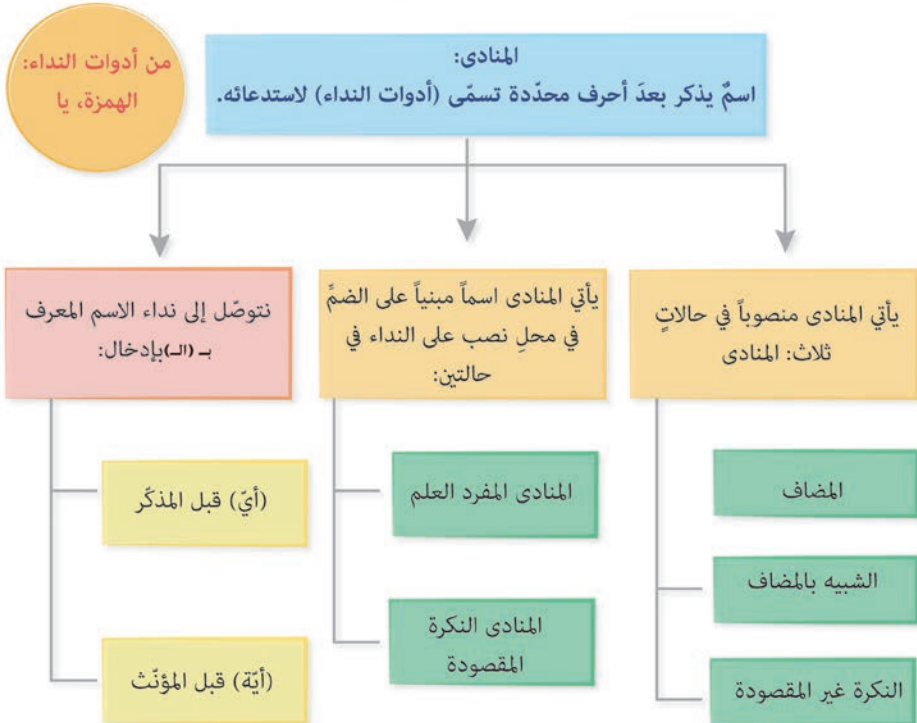 من أدوات النداء:
الهمزة، يا
المنادى:
اسمٌ يذكر بعدَ أحرف محدّدة تسمّى (أدوات النداء) لاستدعائه.
يأتي المنادى منصوباً في حالاتٍ
ثلاث: المنادى
المضاف
الشبيه بالمضاف
النكرة غير المقصودة
يأتي المنادى اسماً مبنياً على الضمِّ
في محلِ نصب على النداء في
حالتين:
المنادى المفرد العلم
المنادى النكرة
المقصودة
نتوصّل إلى نداء الاسم المعرف
بـ (الـ)بإدخال:
(أيّ) قبل المذكّر
(أيّة) قبل المؤنّث